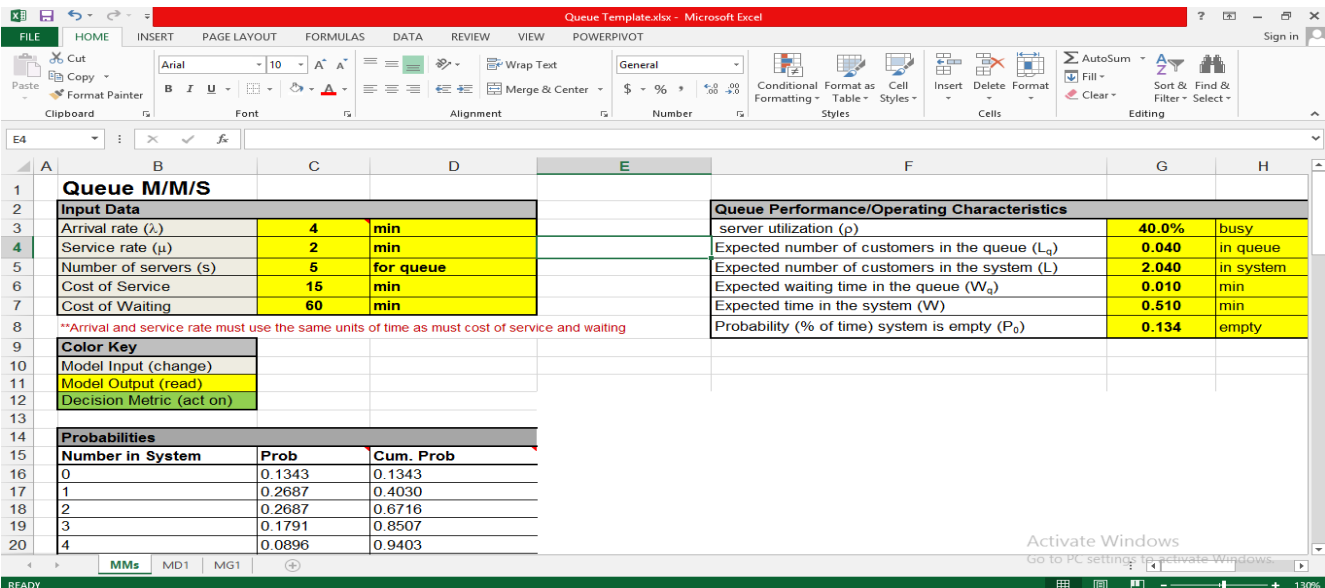 Queue Template.xlsx - Microsoft Excel
FILE HOME INSERT PAGE LAYOUT FORMULAS DATA REVIEW VIEW POWERPIVOT Sign in
Paste
Cut
Copy
Format Painter
Clipboard
Arial 10
B I U
Font
Wrap Text
Merge & Center
Alignment
General
$ % ,
Number
Conditional Formatting
Format as Table
Cell Styles
Styles
Insert Delete Format
Cells
AutoSum
Fill
Clear
Sort & Filter
Find & Select
Editing
E4 fx
A B C D E F G H
1 Queue M/M/S
2 Input Data Queue Performance/Operating Characteristics
3 Arrival rate (λ) 4 min server utilization (ρ) 40.0% busy
4 Service rate (μ) 2 min Expected number of customers in the queue (Lq) 0.040 in queue
5 Number of servers (s) 5 for queue Expected number of customers in the system (L) 2.040 in system
6 Cost of Service 15 min Expected waiting time in the queue (Wq) 0.010 min
7 Cost of Waiting 60 min Expected time in the system (W) 0.510 min
8 **Arrival and service rate must use the same units of time as must cost of service and waiting Probability (% of time) system is empty (P0) 0.134 empty
9 Color Key
10 Model Input (change)
11 Model Output (read)
12 Decision Metric (act on)
13
14 Probabilities
15 Number in System Prob Cum. Prob
16 0 0.1343 0.1343
17 1 0.2687 0.4030
18 2 0.2687 0.6716
19 3 0.1791 0.8507
20 4 0.0896 0.9403
Activate Windows
Go to PC settings to activate Windows.
MMs MD1 MG1
READY 130%